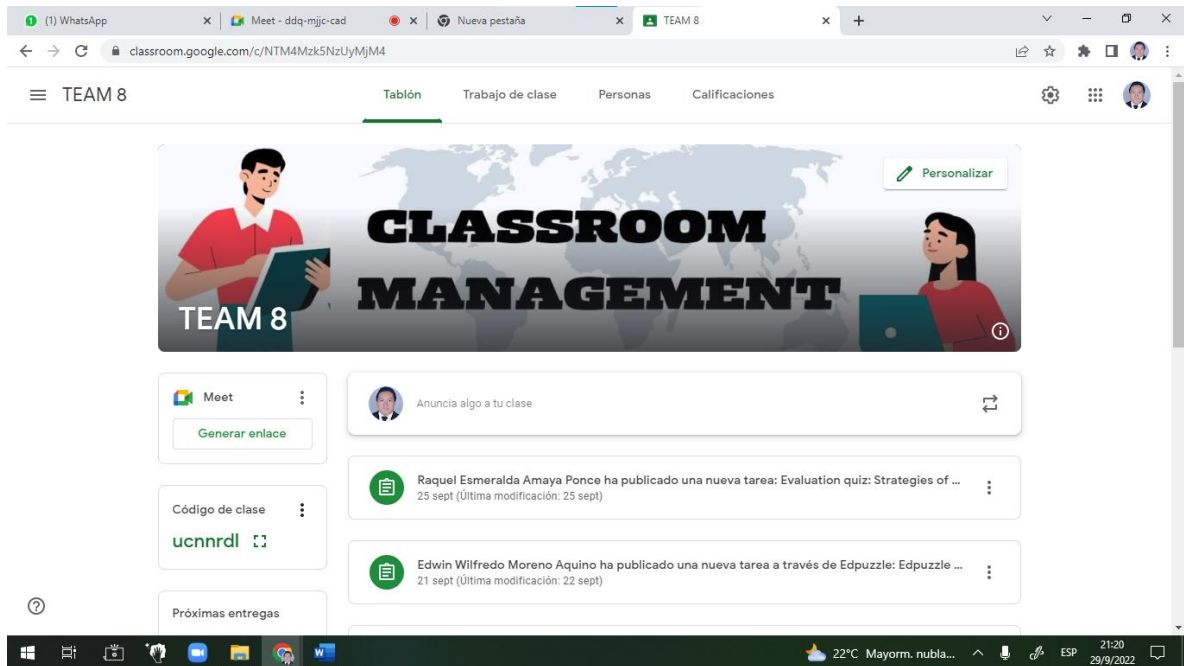 (1) WhatsApp
Meet - ddq-mjjc-cad
Nueva pestaña
TEAM 8
classroom.google.com/c/NTM4Mzk5NzUyMjM4
TEAM 8
Tablón
Trabajo de clase
Personas
Calificaciones
Personalizar
CLASSROOM
MANAGEMENT
TEAM 8
Meet
Generar enlace
Anuncia algo a tu clase
Raquel Esmeralda Amaya Ponce ha publicado una nueva tarea: Evaluation quiz: Strategies of ...
25 sept (Última modificación: 25 sept)
Código de clase
ucnnrdl
Edwin Wilfredo Moreno Aquino ha publicado una nueva tarea a través de Edpuzzle: Edpuzzle ...
21 sept (Última modificación: 22 sept)
Próximas entregas
22°C Mayorm. nubla...
ESP
21:20
29/9/2022